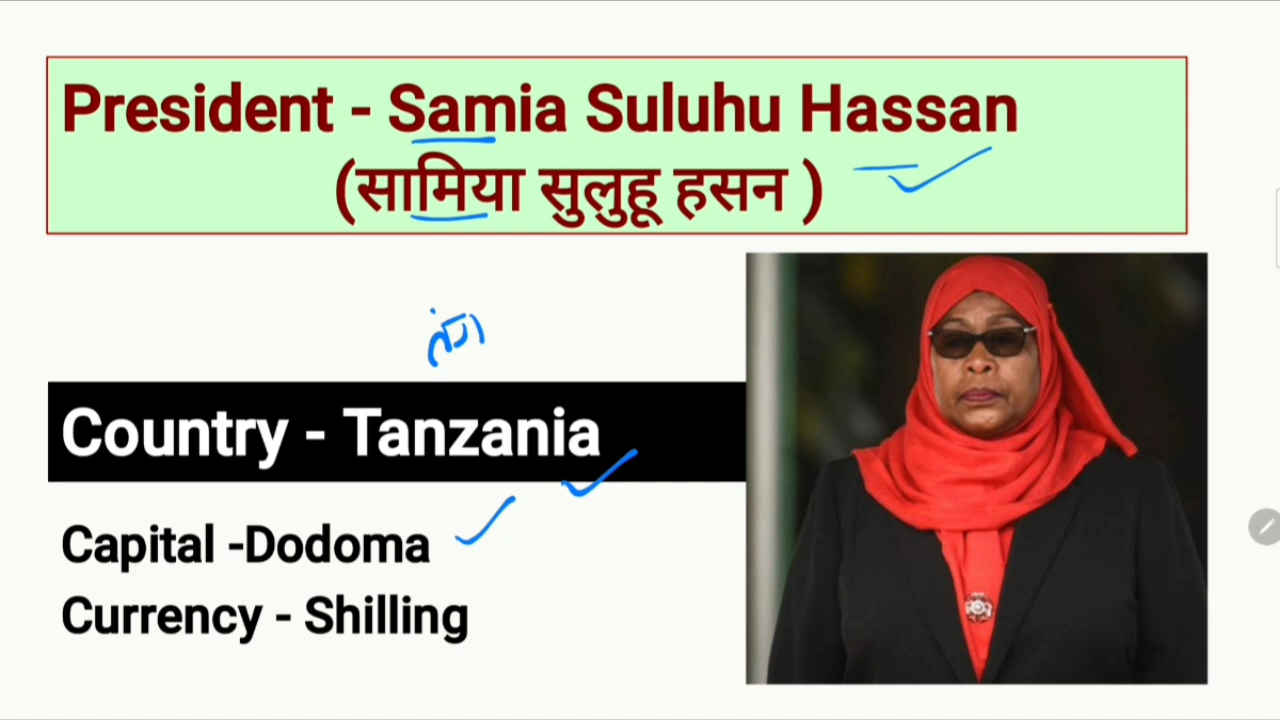 President - Samia Suluhu Hassan
(सामिया सुलुहू हसन )
Country - Tanzania
Capital -Dodoma
Currency - Shilling